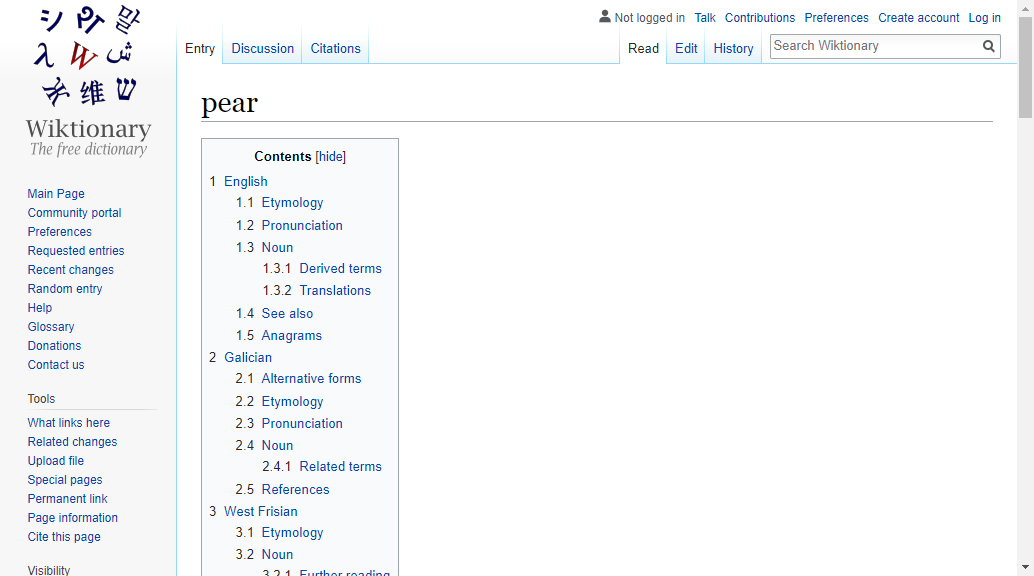 シ や 말
λ W ش
ਔ 维 ש
Wiktionary
The free dictionary
Not logged in Talk Contributions Preferences Create account Log in
Entry Discussion Citations Read Edit History Search Wiktionary
pear
Contents [hide]
1 English
1.1 Etymology
1.2 Pronunciation
1.3 Noun
1.3.1 Derived terms
1.3.2 Translations
1.4 See also
1.5 Anagrams
2 Galician
2.1 Alternative forms
2.2 Etymology
2.3 Pronunciation
2.4 Noun
2.4.1 Related terms
2.5 References
3 West Frisian
3.1 Etymology
3.2 Noun
3.2.1 Further reading
Main Page
Community portal
Preferences
Requested entries
Recent changes
Random entry
Help
Glossary
Donations
Contact us
Tools
What links here
Related changes
Upload file
Special pages
Permanent link
Page information
Cite this page
Visibility